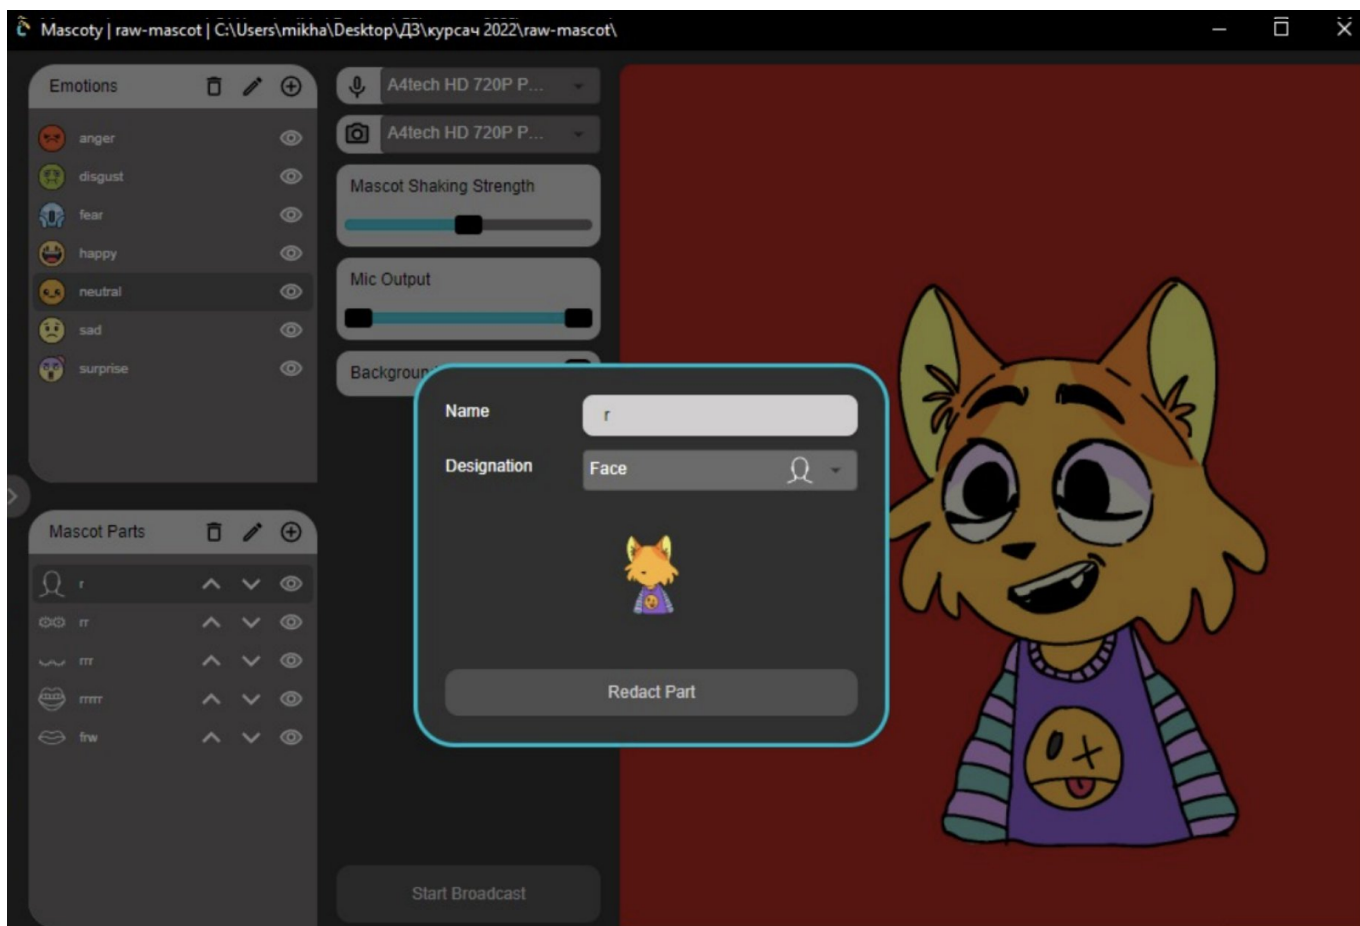 Mascoty | raw-mascot | C:\Users\mikha\Desktop\ДЗ\курсач 2022\raw-mascot\
Emotions
anger
disgust
fear
happy
neutral
sad
surprise
Mascot Parts
r
rr
rrr
frw
A4tech HD 720P P...
A4tech HD 720P P...
Mascot Shaking Strength
Mic Output
Name
r
Designation
Face
Redact Part
Start Broadcast